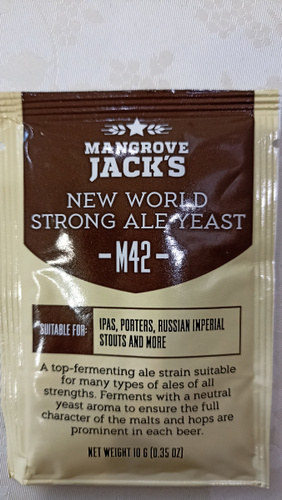 MANGROVE
JACK'S
NEW WORLD
STRONG ALE YEAST
- M42 -
SUITABLE FOR: IPAS, PORTERS, RUSSIAN IMPERIAL
STOUTS AND MORE
A top-fermenting ale strain suitable
for many types of ales of all
strengths. Ferments with a neutral
yeast aroma to ensure the full
character of the malts and hops are
prominent in each beer.
NET WEIGHT 10 G (0.35 OZ)